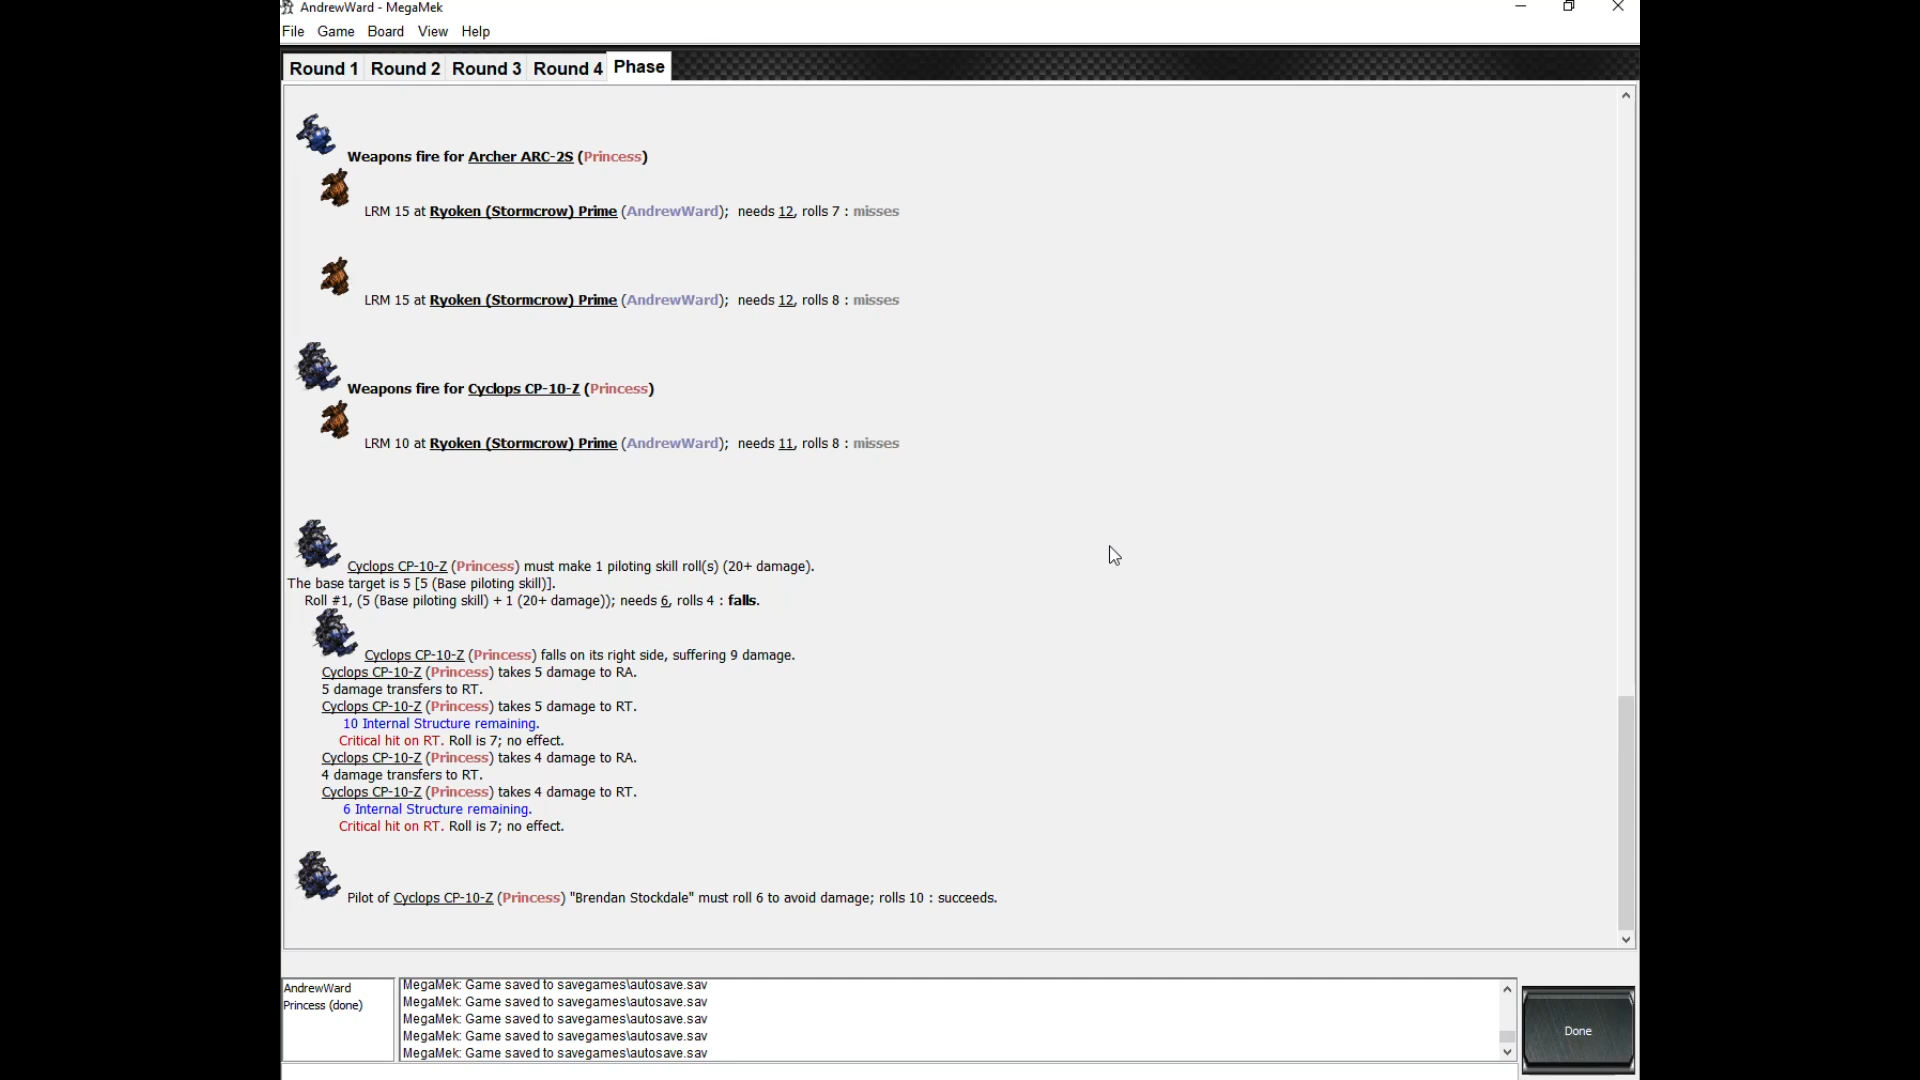 AndrewWard - MegaMek
File Game Board View Help
Round 1 Round 2 Round 3 Round 4 Phase
Weapons fire for Archer ARC-2S (Princess)
LRM 15 at Ryoken (Stormcrow) Prime (AndrewWard); needs 12, rolls 7 : misses
LRM 15 at Ryoken (Stormcrow) Prime (AndrewWard); needs 12, rolls 8 : misses
Weapons fire for Cyclops CP-10-Z (Princess)
LRM 10 at Ryoken (Stormcrow) Prime (AndrewWard); needs 11, rolls 8 : misses
Cyclops CP-10-Z (Princess) must make 1 piloting skill roll(s) (20+ damage).
The base target is 5 [5 (Base piloting skill)].
Roll #1, (5 (Base piloting skill) + 1 (20+ damage)); needs 6, rolls 4 : falls.
Cyclops CP-10-Z (Princess) falls on its right side, suffering 9 damage.
Cyclops CP-10-Z (Princess) takes 5 damage to RA.
5 damage transfers to RT.
Cyclops CP-10-Z (Princess) takes 5 damage to RT.
10 Internal Structure remaining.
Critical hit on RT. Roll is 7; no effect.
Cyclops CP-10-Z (Princess) takes 4 damage to RA.
4 damage transfers to RT.
Cyclops CP-10-Z (Princess) takes 4 damage to RT.
6 Internal Structure remaining.
Critical hit on RT. Roll is 7; no effect.
Pilot of Cyclops CP-10-Z (Princess) "Brendan Stockdale" must roll 6 to avoid damage; rolls 10 : succeeds.
AndrewWard
Princess (done)
MegaMek: Game saved to savegames\autosave.sav
MegaMek: Game saved to savegames\autosave.sav
MegaMek: Game saved to savegames\autosave.sav
MegaMek: Game saved to savegames\autosave.sav
MegaMek: Game saved to savegames\autosave.sav
Done